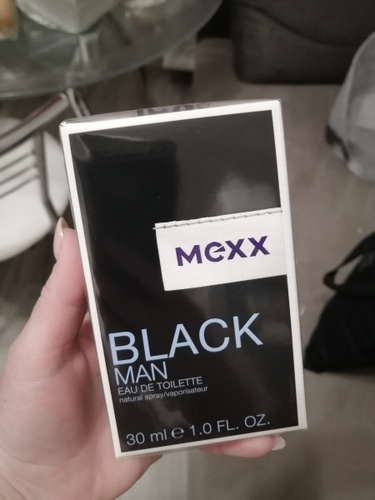 mexx
BLACK
MAN
EAU DE TOILETTE
natural spray/vaporisateur
30 ml e 1.0 FL. OZ.